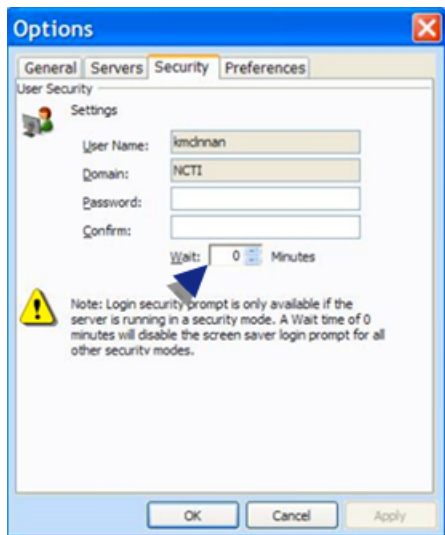 Options
General Servers Security Preferences
User Security
Settings
User Name: kmclnnan
Domain: NCTI
Password:
Confirm:
Wait: 0 Minutes
Note: Login security prompt is only available if the
server is running in a security mode. A Wait time of 0
minutes will disable the screen saver login prompt for all
other security modes.
OK Cancel Apply